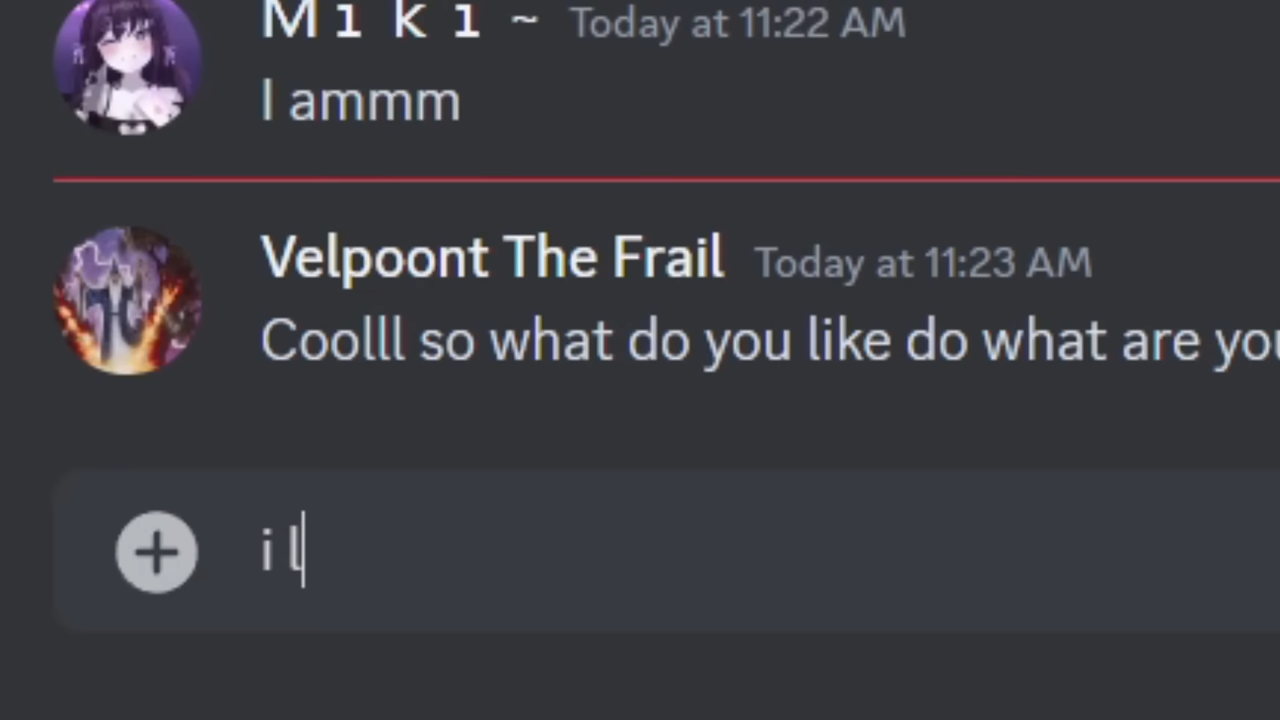 M ı k ı ~ Today at 11:22 AM
I ammm
Velpoont The Frail Today at 11:23 AM
Coolll so what do you like do what are you
i l